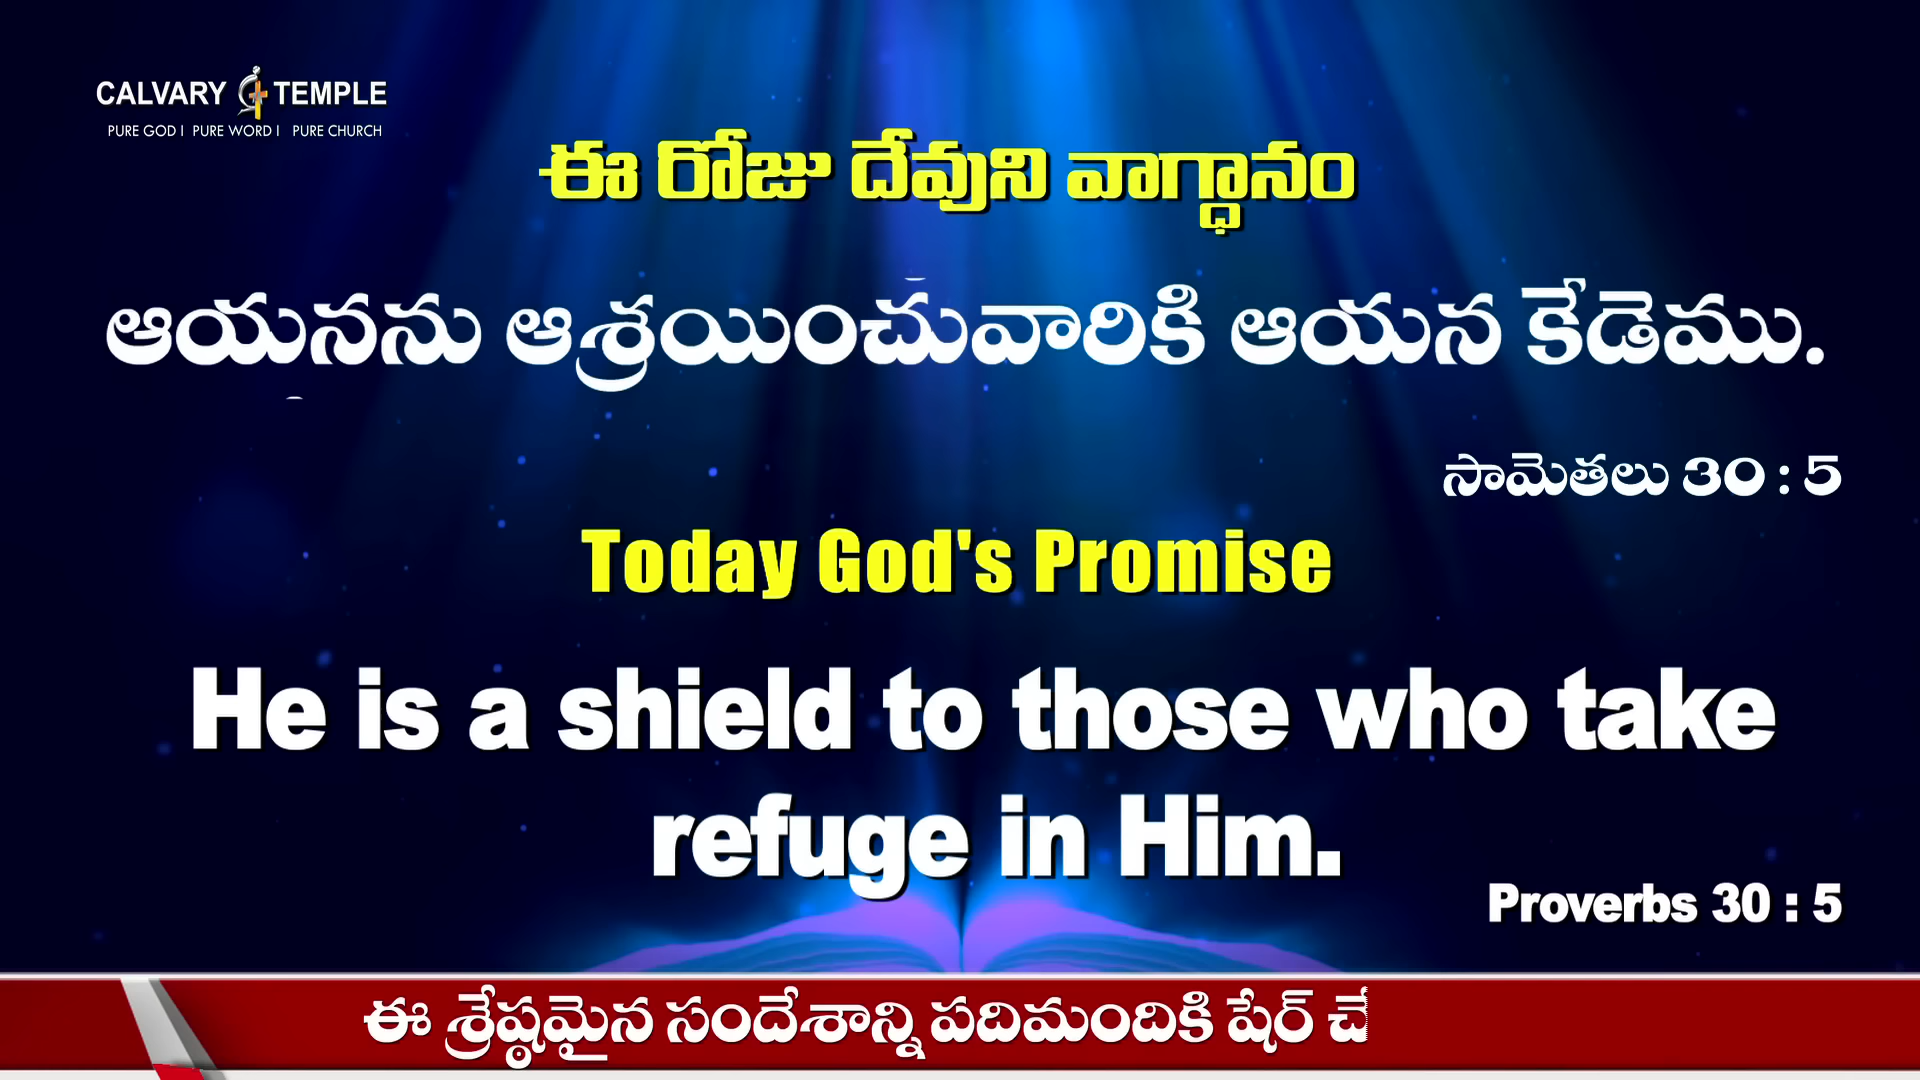 CALVARY TEMPLE
PURE GOD I PURE WORD I PURE CHURCH
ఈ రోజు దేవుని వాగ్ధానం
ఆయనను ఆశ్రయించువారికి ఆయన కేడెము.
సామెతలు 30 : 5
Today God's Promise
He is a shield to those who take
refuge in Him.
Proverbs 30 : 5
ఈ శ్రేష్ఠమైన సందేశాన్ని పదిమందికి షేర్